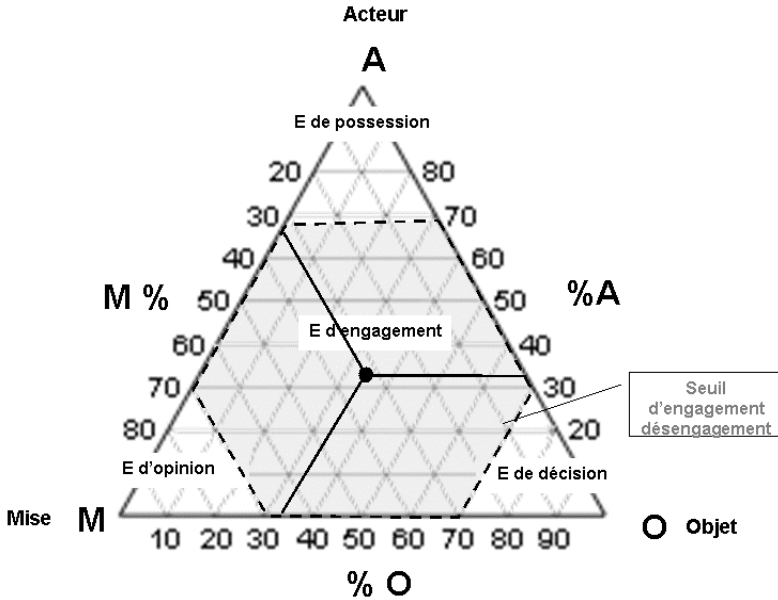 Acteur
A
E de possession
20 80
30 70
40 60
M % 50 50 %A
E d'engagement
60 40
70 30
Seuil
d'engagement
désengagement
80 20
E d'opinion E de décision
Mise M O Objet
10 20 30 40 50 60 70 80 90
% O